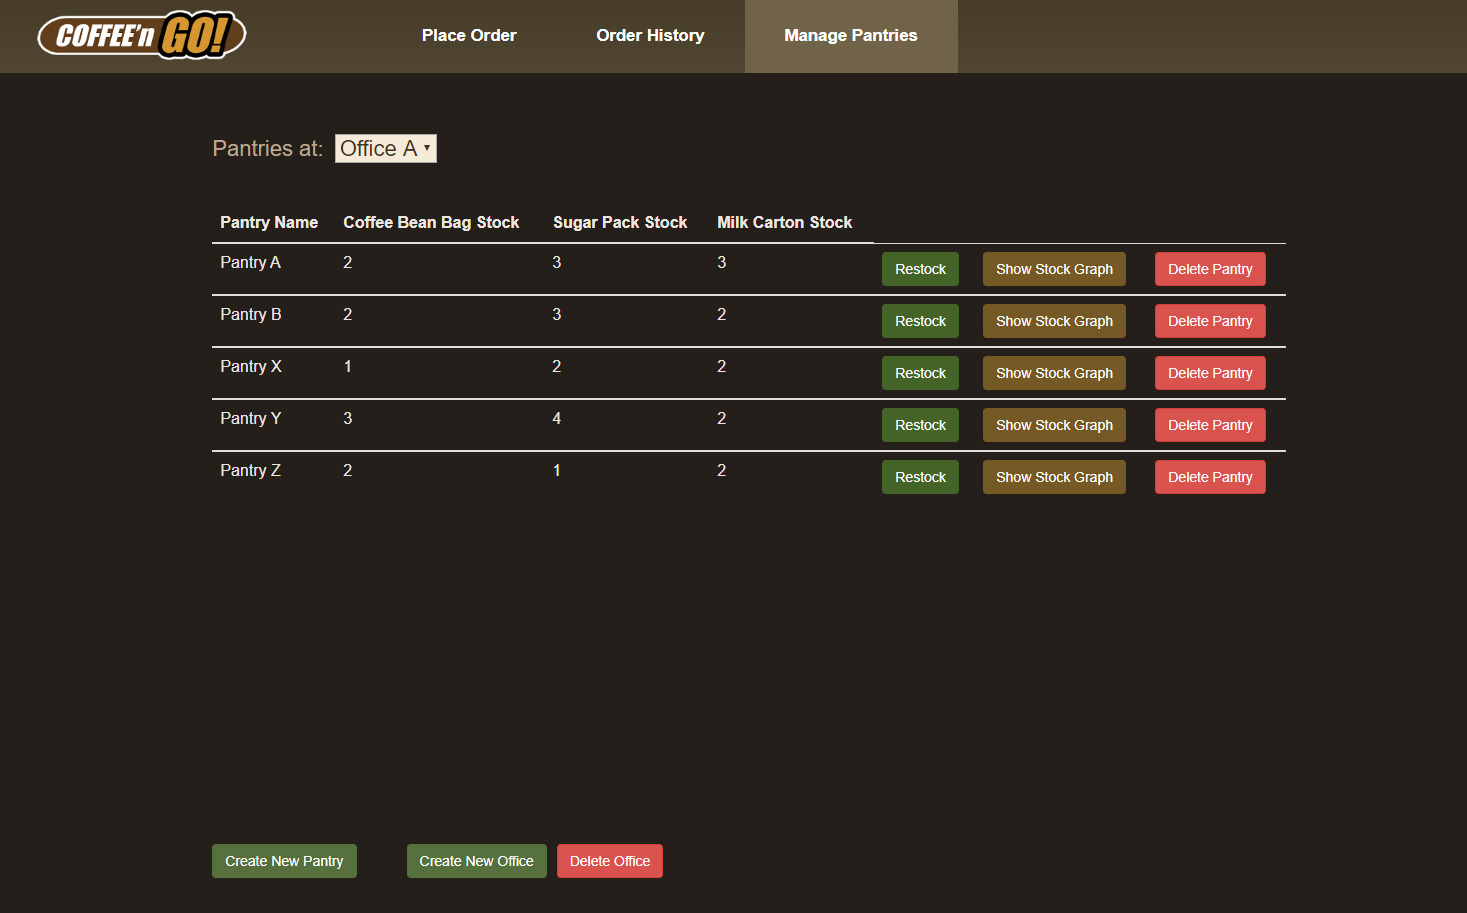 COFFEE'n GO! Place Order Order History Manage Pantries
Pantries at: Office A
Pantry Name Coffee Bean Bag Stock Sugar Pack Stock Milk Carton Stock
Pantry A 2 3 3 Restock Show Stock Graph Delete Pantry
Pantry B 2 3 2 Restock Show Stock Graph Delete Pantry
Pantry X 1 2 2 Restock Show Stock Graph Delete Pantry
Pantry Y 3 4 2 Restock Show Stock Graph Delete Pantry
Pantry Z 2 1 2 Restock Show Stock Graph Delete Pantry
Create New Pantry Create New Office Delete Office